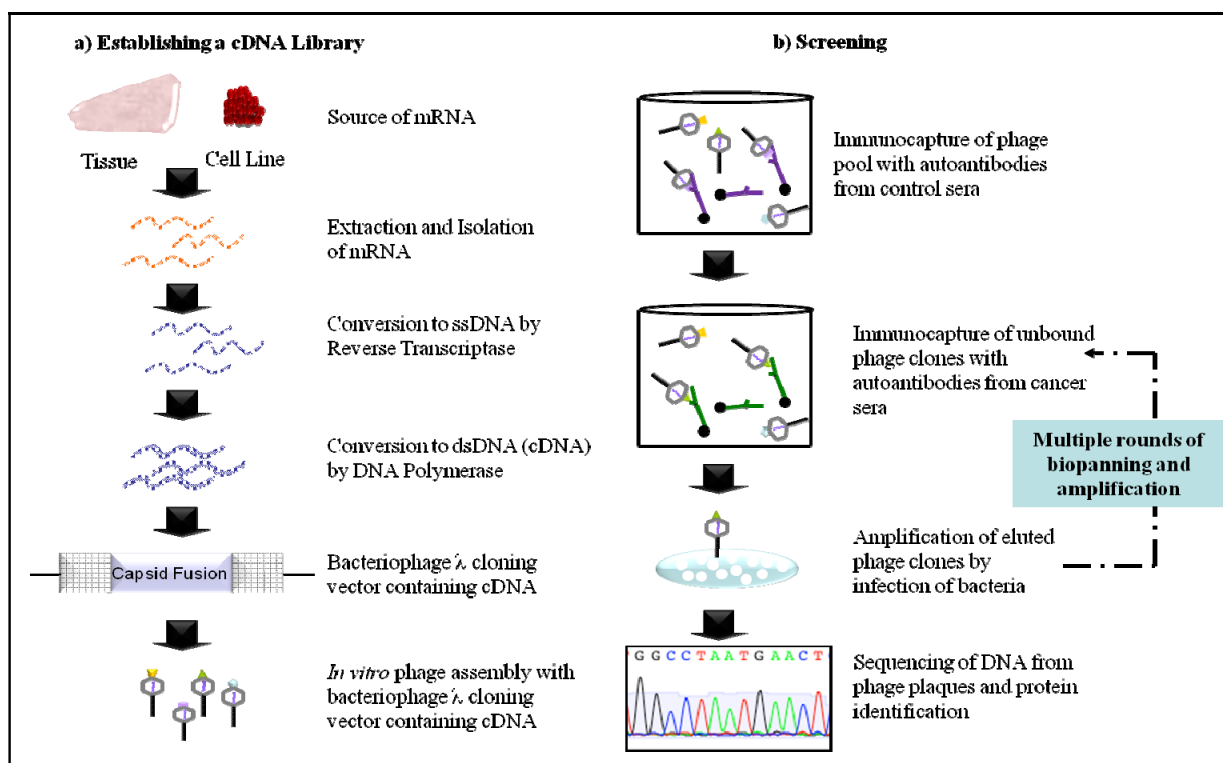 a) Establishing a cDNA Library
Tissue
Cell Line
Source of mRNA
Extraction and Isolation
of mRNA
Conversion to ssDNA by
Reverse Transcriptase
Conversion to dsDNA (cDNA)
by DNA Polymerase
Capsid Fusion
Bacteriophage λ cloning
vector containing cDNA
In vitro phage assembly with
bacteriophage λ cloning
vector containing cDNA
b) Screening
Immunocapture of phage
pool with autoantibodies
from control sera
Immunocapture of unbound
phage clones with
autoantibodies from cancer
sera
Multiple rounds of
biopanning and
amplification
Amplification of eluted
phage clones by
infection of bacteria
G G C C T A A T G A A C T
Sequencing of DNA from
phage plaques and protein
identification